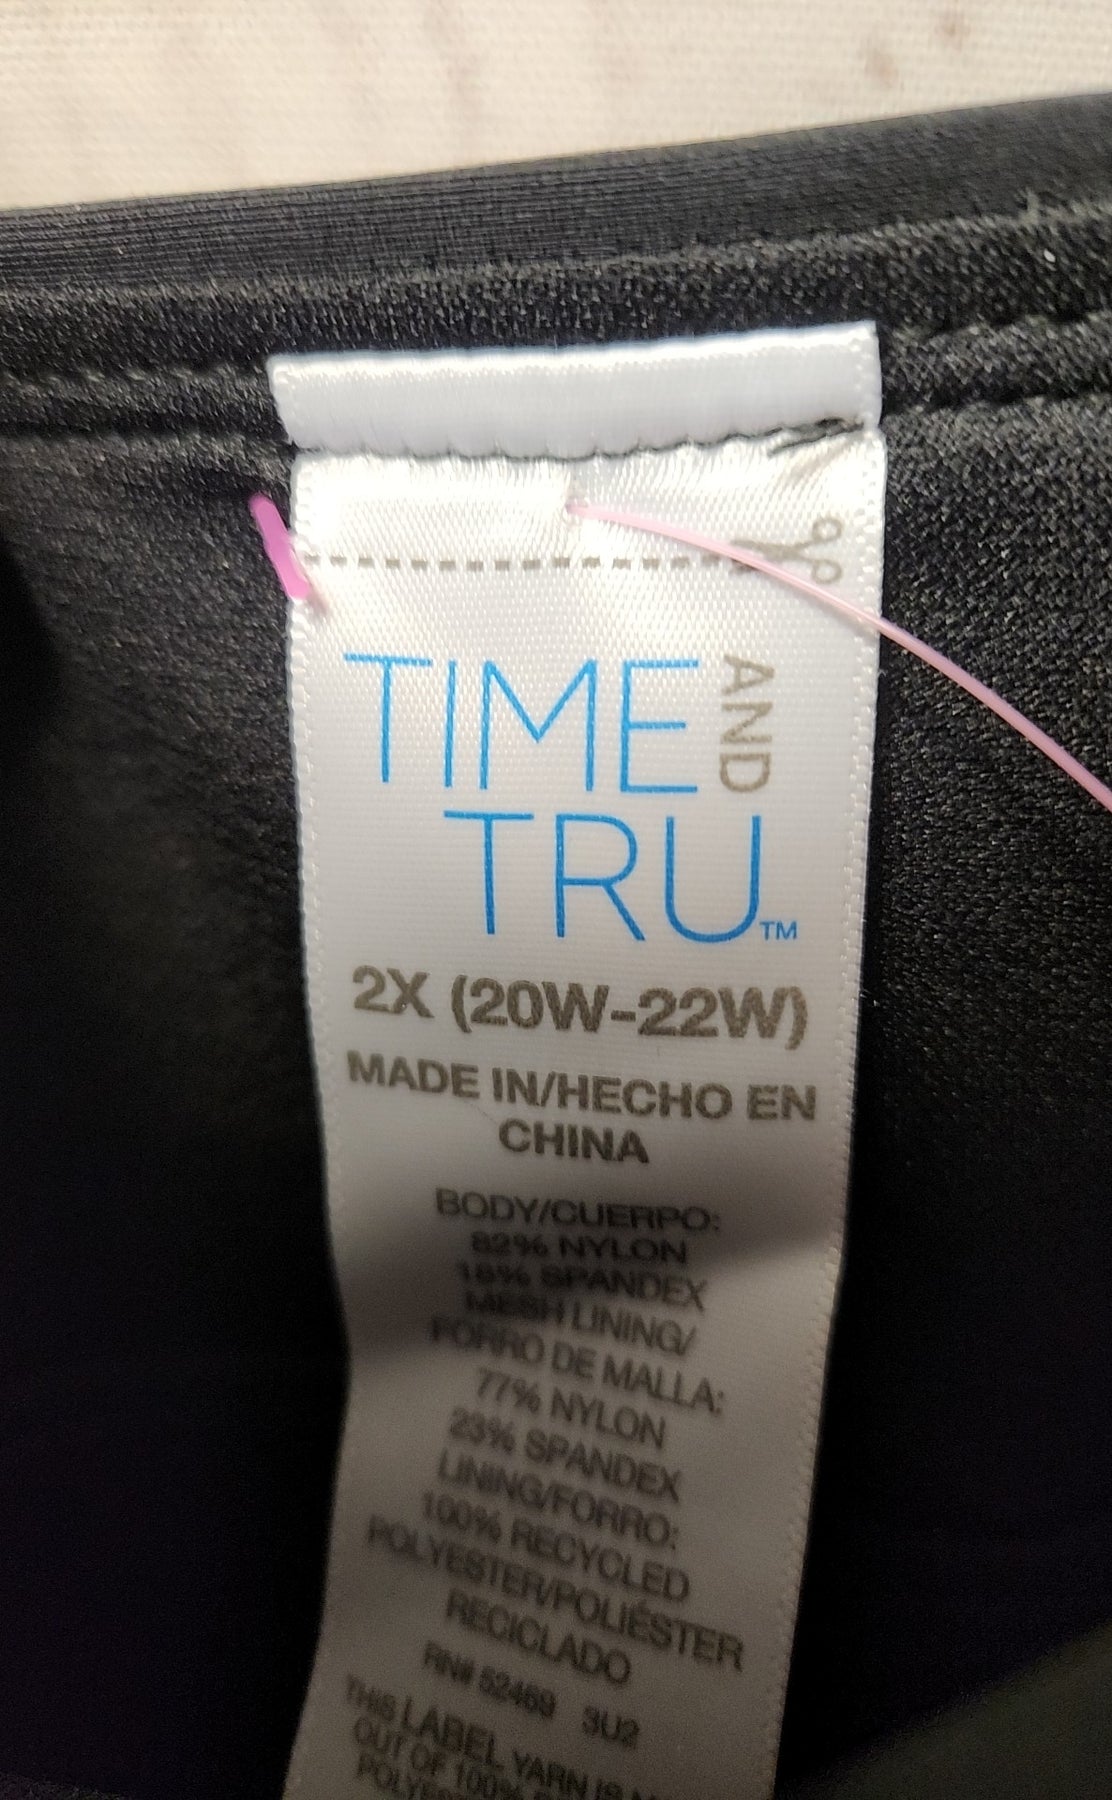 TIME AND
TRU™
2X (20W-22W)
MADE IN/HECHO EN
CHINA
BODY/CUERPO:
82% NYLON
18% SPANDEX
MESH LINING/
FORRO DE MALLA:
77% NYLON
23% SPANDEX
LINING/FORRO:
100% RECYCLED
POLYESTER/POLIÉSTER
RECICLADO
RN# 52469 3U2
THIS LABEL YARN IS
OUT OF 100%